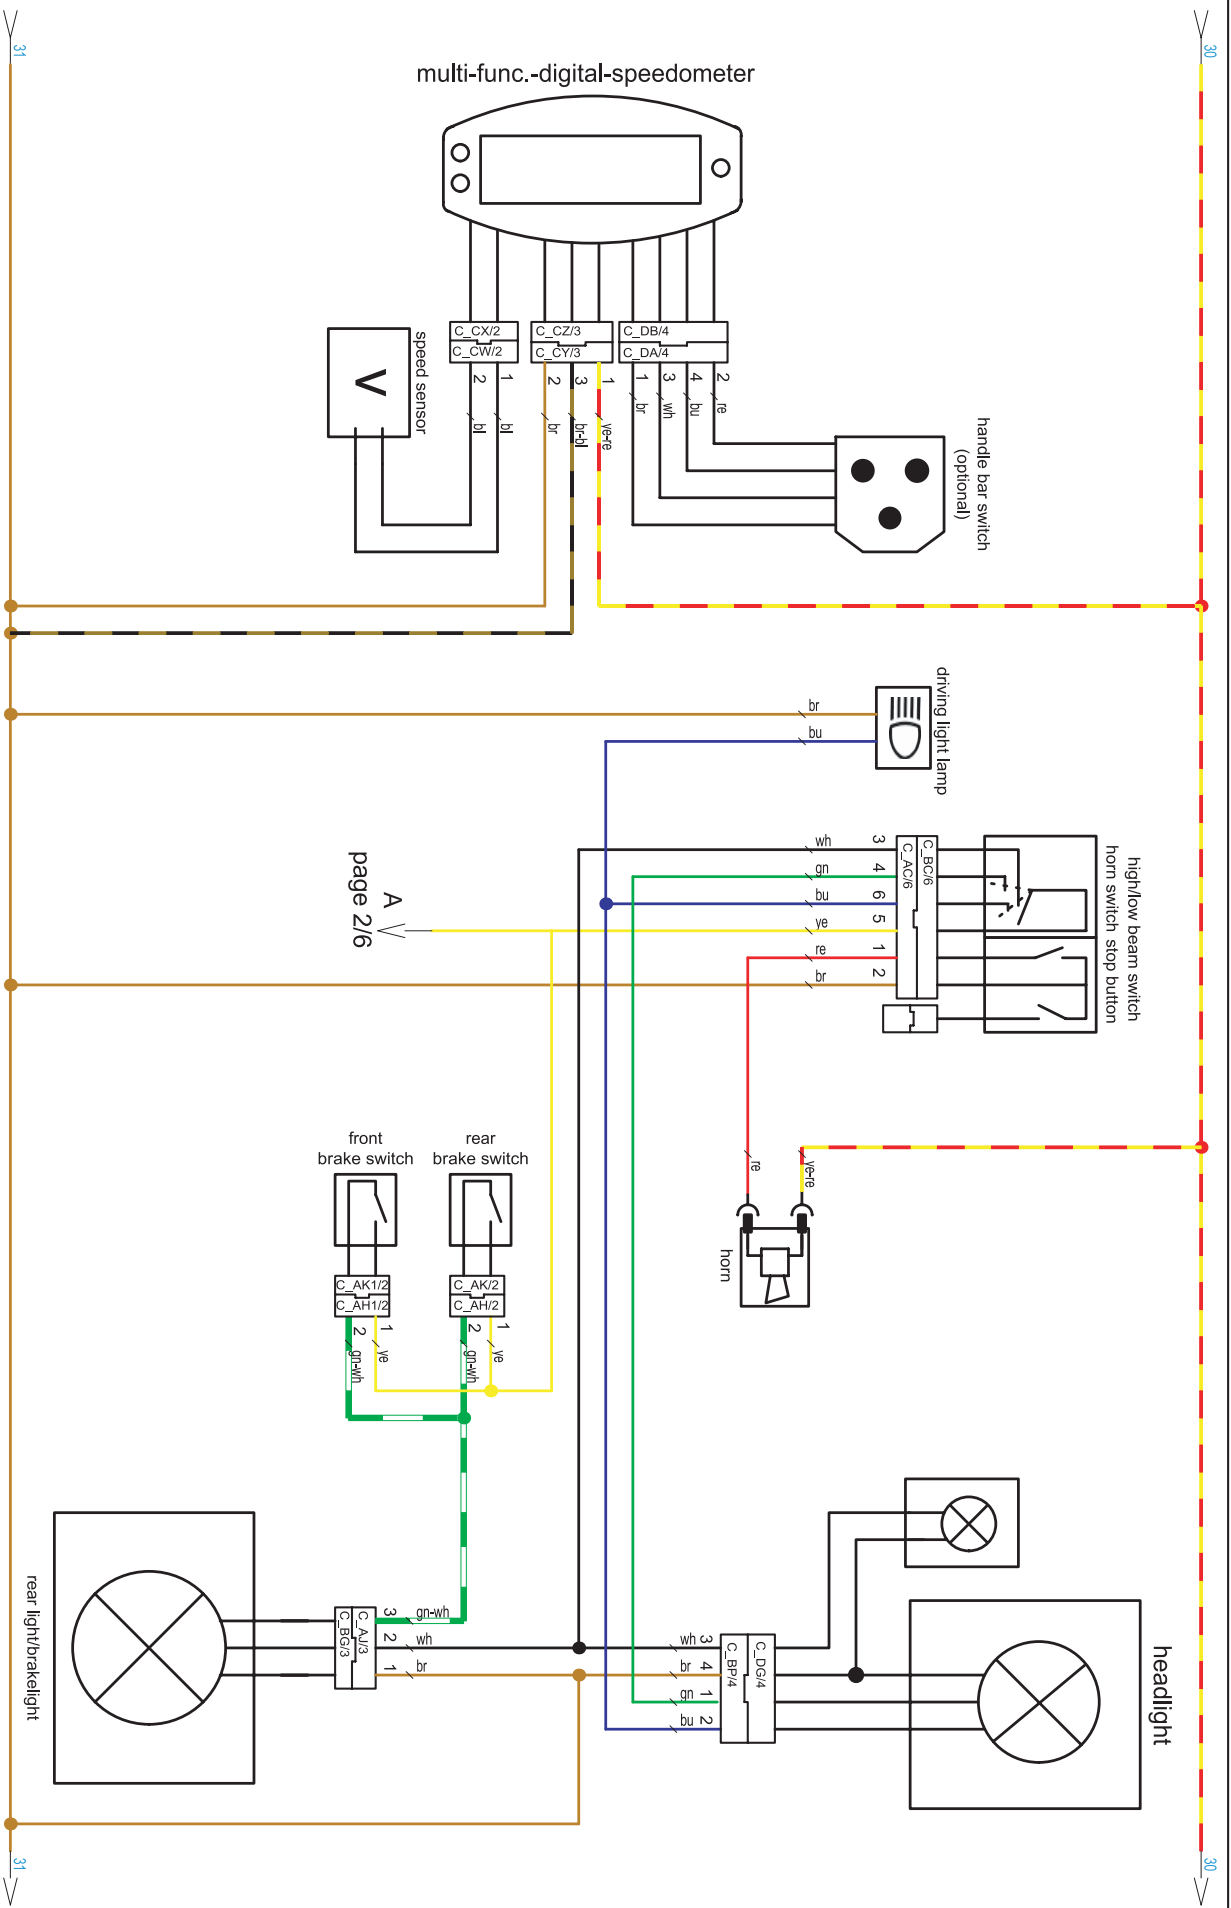 31
30
multi-func.-digital-speedometer
C_CX/2
C_CW/2
C_CZ/3
C_CY/3
C_DB/4
C_DA/4
2
1
2
3
1
1
3
4
2
bl
bl
br
br-bl
ye-re
br
wh
bu
re
speed sensor
V
handle bar switch
(optional)
driving light lamp
br
bu
high/low beam switch
horn switch stop button
C_BC/6
C_AC/6
3
4
6
5
1
2
wh
gn
bu
ye
re
br
A
page 2/6
front
brake switch
rear
brake switch
C_AK1/2
C_AH1/2
C_AK/2
C_AH/2
2
1
2
1
gn-wh
ye
gn-wh
ye
re
ye-re
horn
headlight
C_DG/4
C_BP/4
3
4
1
2
wh
br
gn
bu
C_AJ/3
C_BG/3
3
2
1
gn-wh
wh
br
rear light/brakelight
31
30